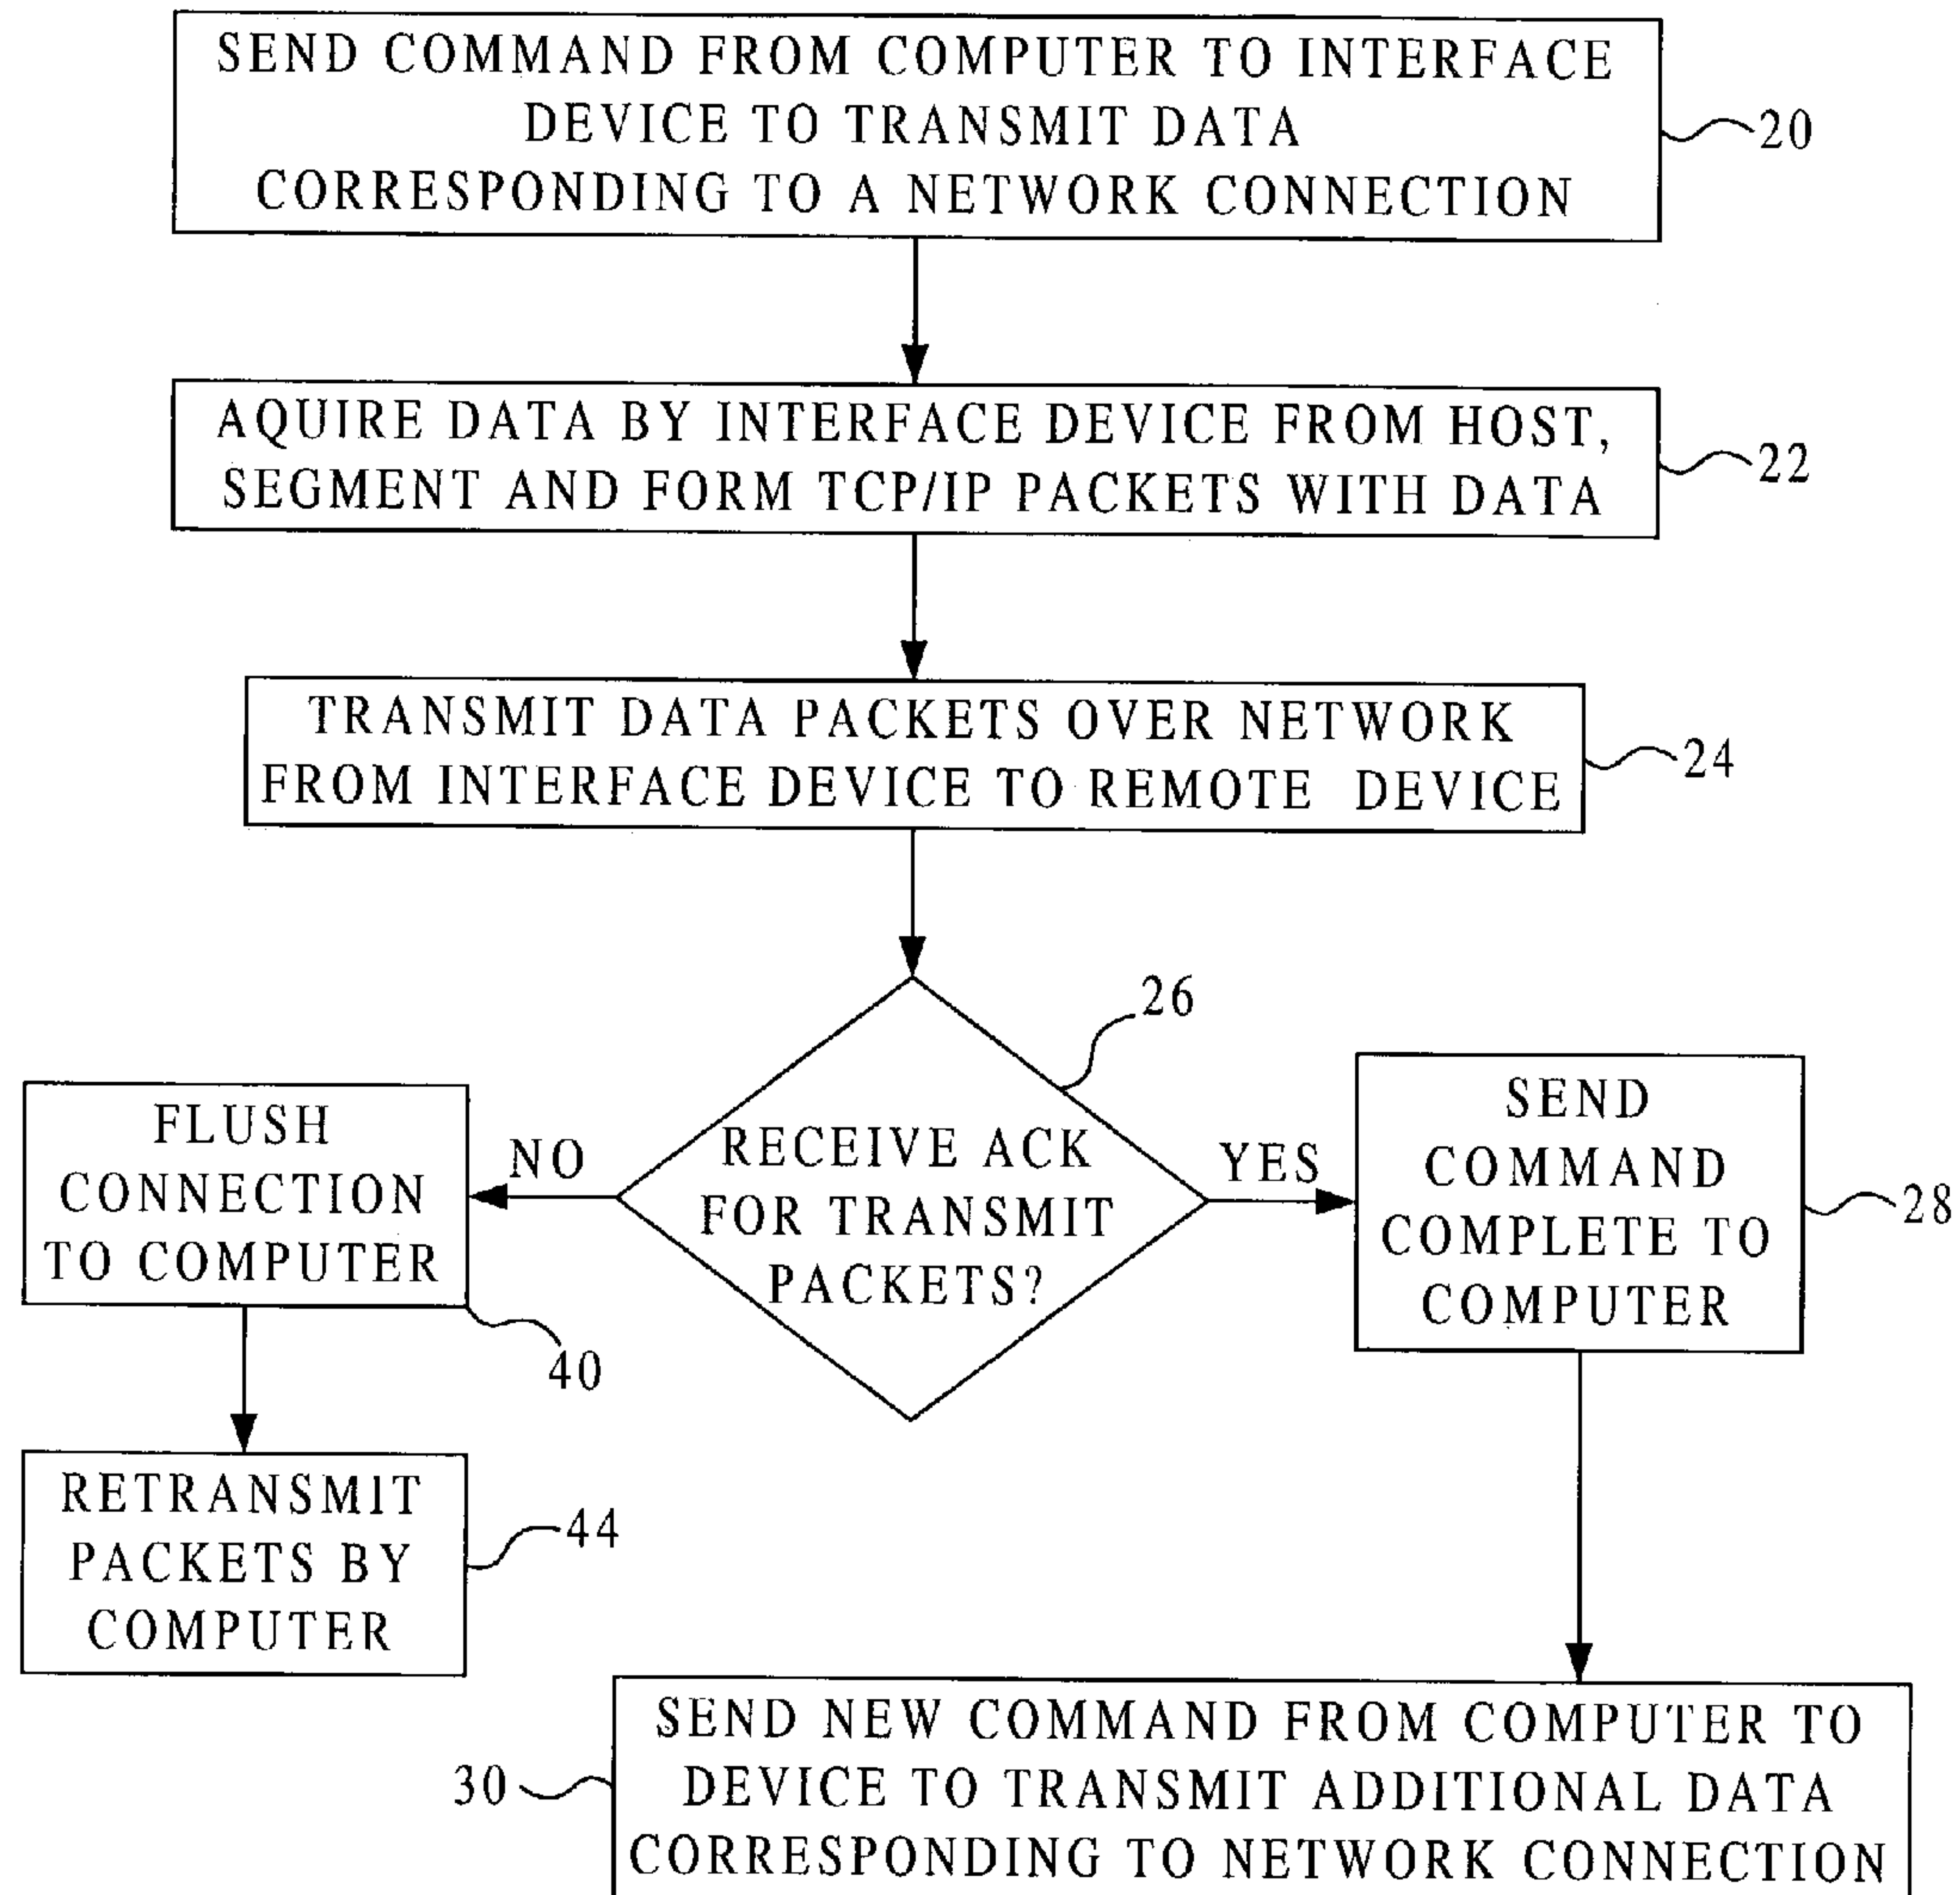 SEND COMMAND FROM COMPUTER TO INTERFACE
DEVICE TO TRANSMIT DATA
CORRESPONDING TO A NETWORK CONNECTION
20
AQUIRE DATA BY INTERFACE DEVICE FROM HOST,
SEGMENT AND FORM TCP/IP PACKETS WITH DATA
22
TRANSMIT DATA PACKETS OVER NETWORK
FROM INTERFACE DEVICE TO REMOTE DEVICE
24
26
RECEIVE ACK
FOR TRANSMIT
PACKETS?
NO
FLUSH
CONNECTION
TO COMPUTER
40
RETRANSMIT
PACKETS BY
COMPUTER
44
YES
SEND
COMMAND
COMPLETE TO
COMPUTER
28
SEND NEW COMMAND FROM COMPUTER TO
DEVICE TO TRANSMIT ADDITIONAL DATA
CORRESPONDING TO NETWORK CONNECTION
30